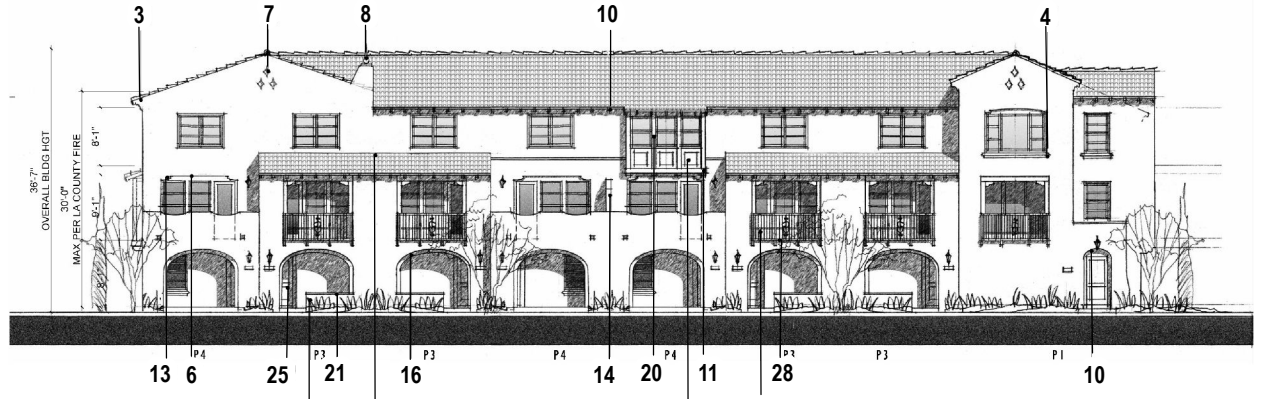 3 7 8 10 4
36'-7"
OVERALL BLDG HGT
30'-0"
MAX PER LA COUNTY FIRE
8'-1"
9'-1"
P4 P3 P3 P4 P4 P3 P3 P1
13 6 25 21 16 14 20 11 28 10